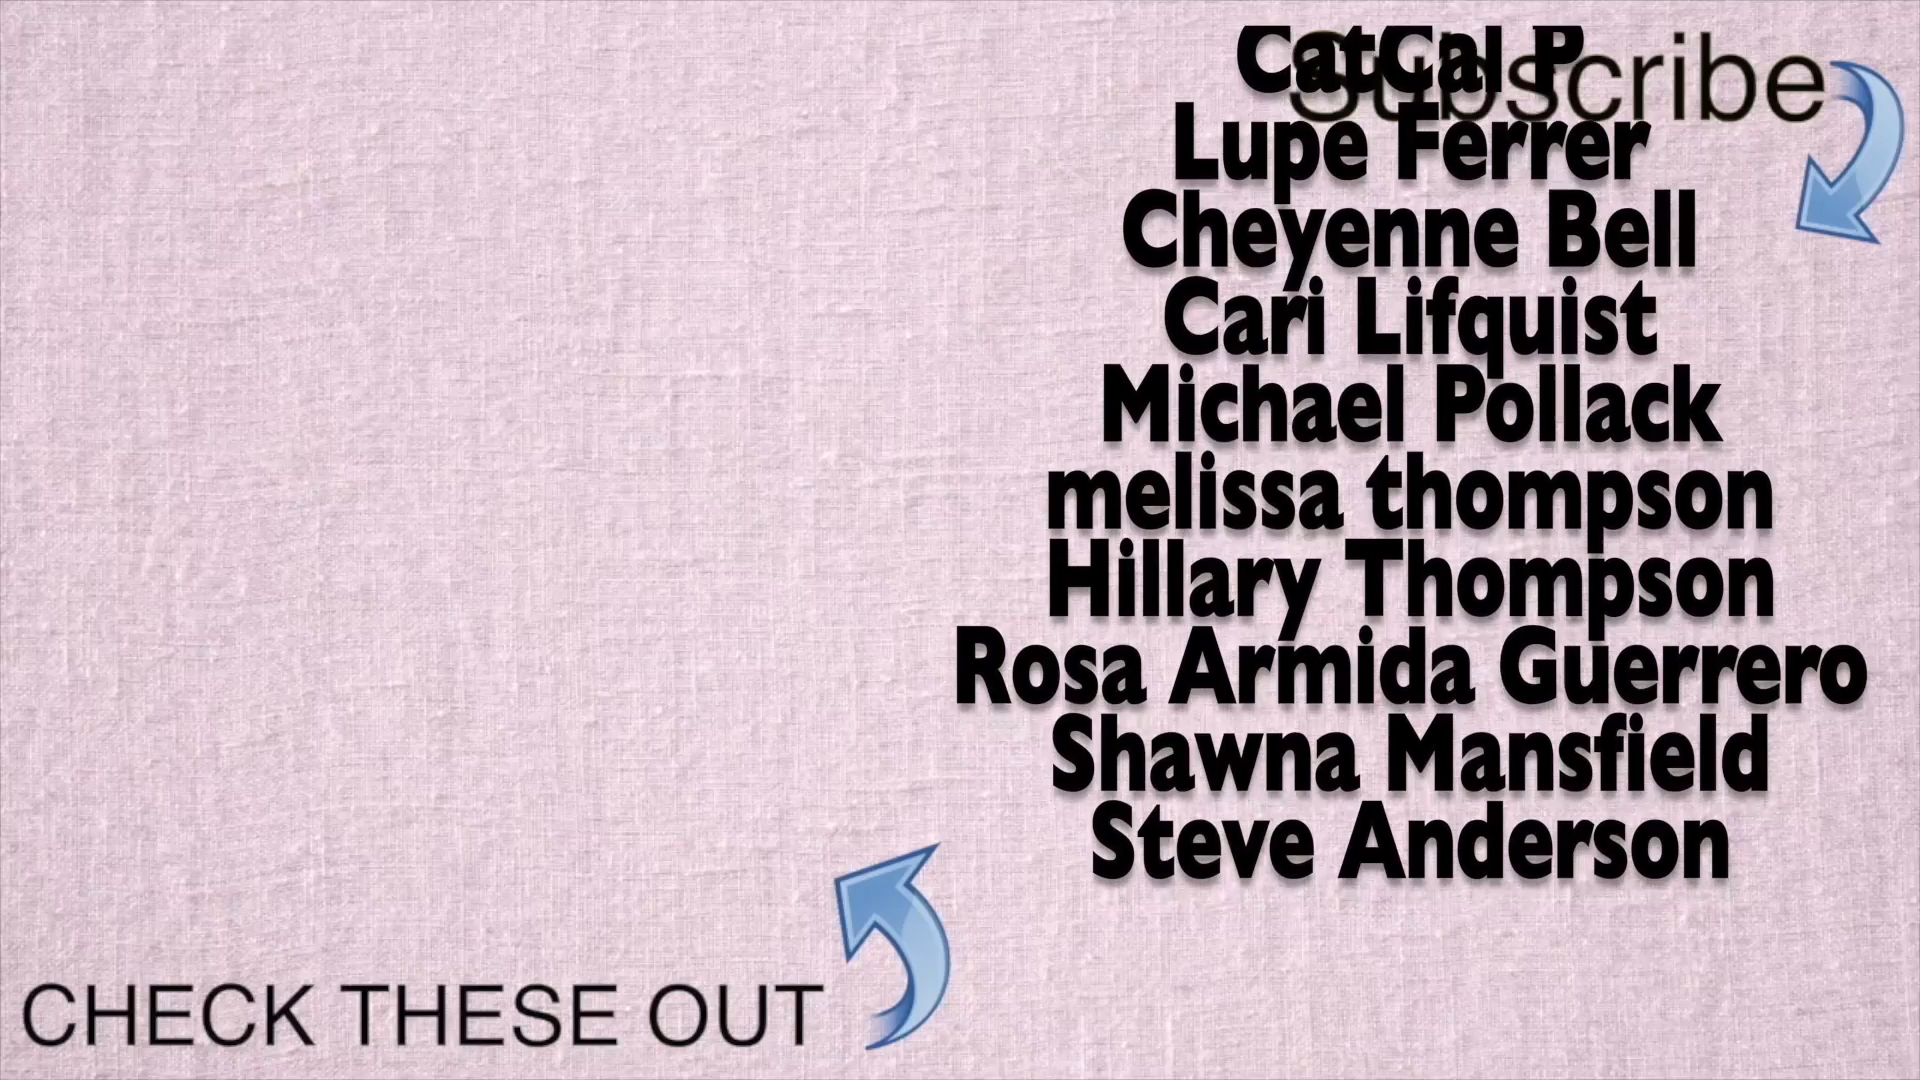 CatCal P
Subscribe
Lupe Ferrer
Cheyenne Bell
Cari Lifquist
Michael Pollack
melissa thompson
Hillary Thompson
Rosa Armida Guerrero
Shawna Mansfield
Steve Anderson
CHECK THESE OUT